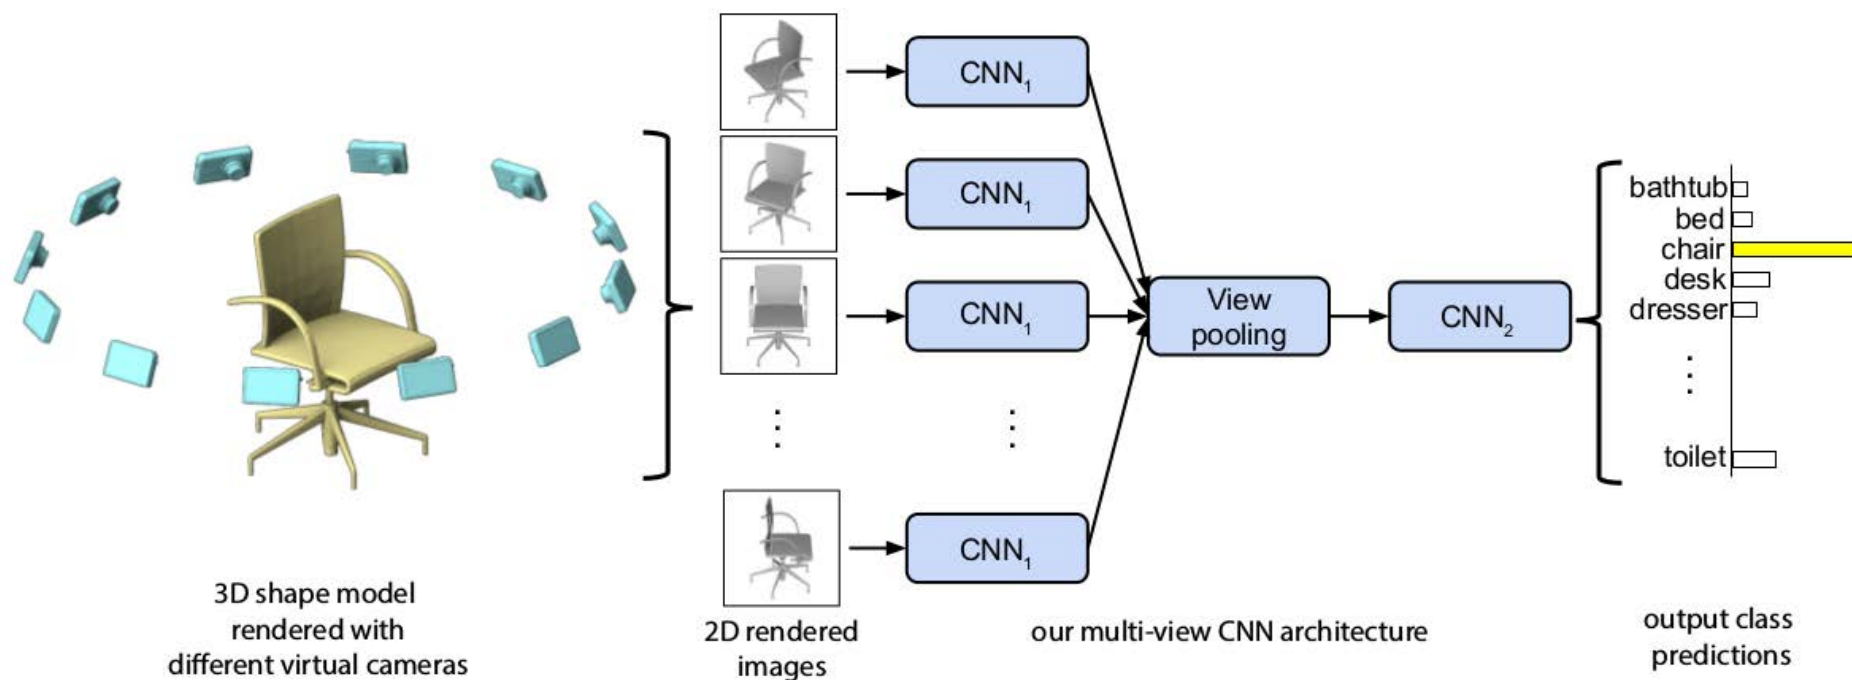 CNN₁
CNN₁
CNN₁
CNN₁
View
pooling
CNN₂
bathtub
bed
chair
desk
dresser
toilet
3D shape model
rendered with
different virtual cameras
2D rendered
images
our multi-view CNN architecture
output class
predictions